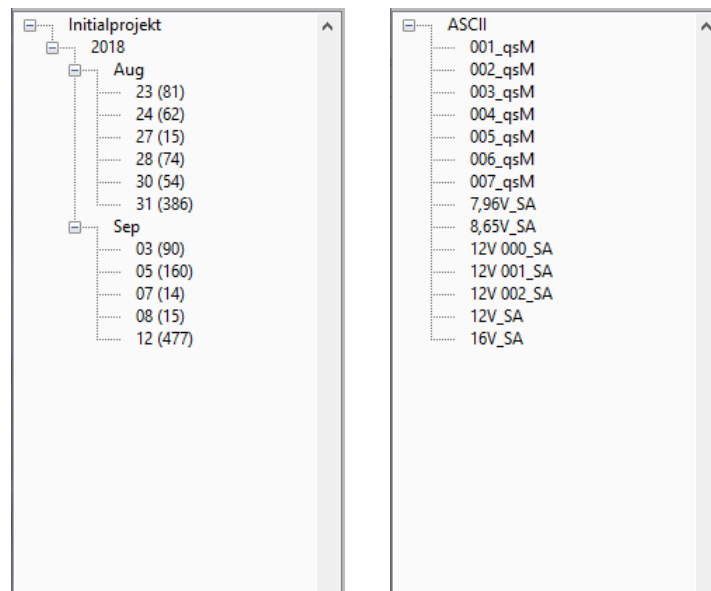 Initialprojekt
2018
Aug
23 (81)
24 (62)
27 (15)
28 (74)
30 (54)
31 (386)
Sep
03 (90)
05 (160)
07 (14)
08 (15)
12 (477)
ASCII
001_qsM
002_qsM
003_qsM
004_qsM
005_qsM
006_qsM
007_qsM
7,96V_SA
8,65V_SA
12V 000_SA
12V 001_SA
12V 002_SA
12V_SA
16V_SA